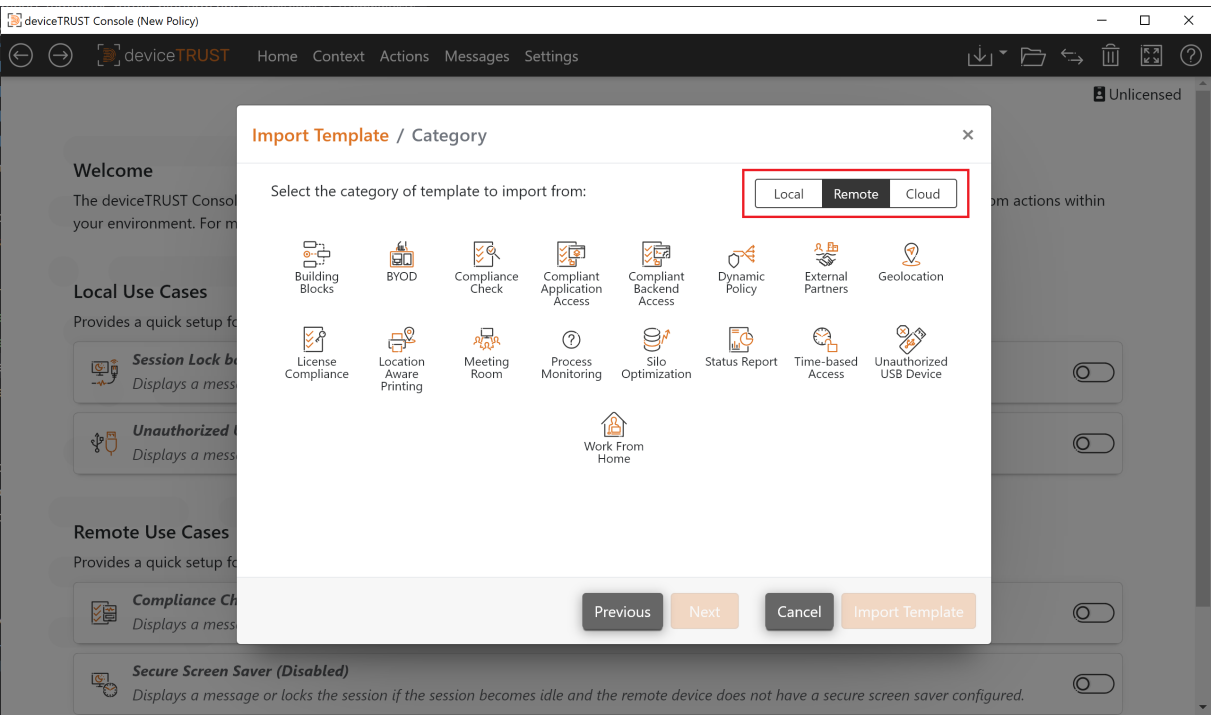 deviceTRUST Console (New Policy)
deviceTRUST Home Context Actions Messages Settings
Unlicensed
Import Template / Category
Welcome
Select the category of template to import from:
Local Remote Cloud
The deviceTRUST Consol
om actions within
your environment. For m
Building Blocks
BYOD
Compliance Check
Compliant Application Access
Compliant Backend Access
Dynamic Policy
External Partners
Geolocation
Local Use Cases
Provides a quick setup fo
License Compliance
Location Aware Printing
Meeting Room
Process Monitoring
Silo Optimization
Status Report
Time-based Access
Unauthorized USB Device
Session Lock b
Displays a mess
Work From Home
Unauthorized
Displays a mess
Remote Use Cases
Provides a quick setup fo
Compliance Ch
Displays a mess
Previous Next Cancel Import Template
Secure Screen Saver (Disabled)
Displays a message or locks the session if the session becomes idle and the remote device does not have a secure screen saver configured.